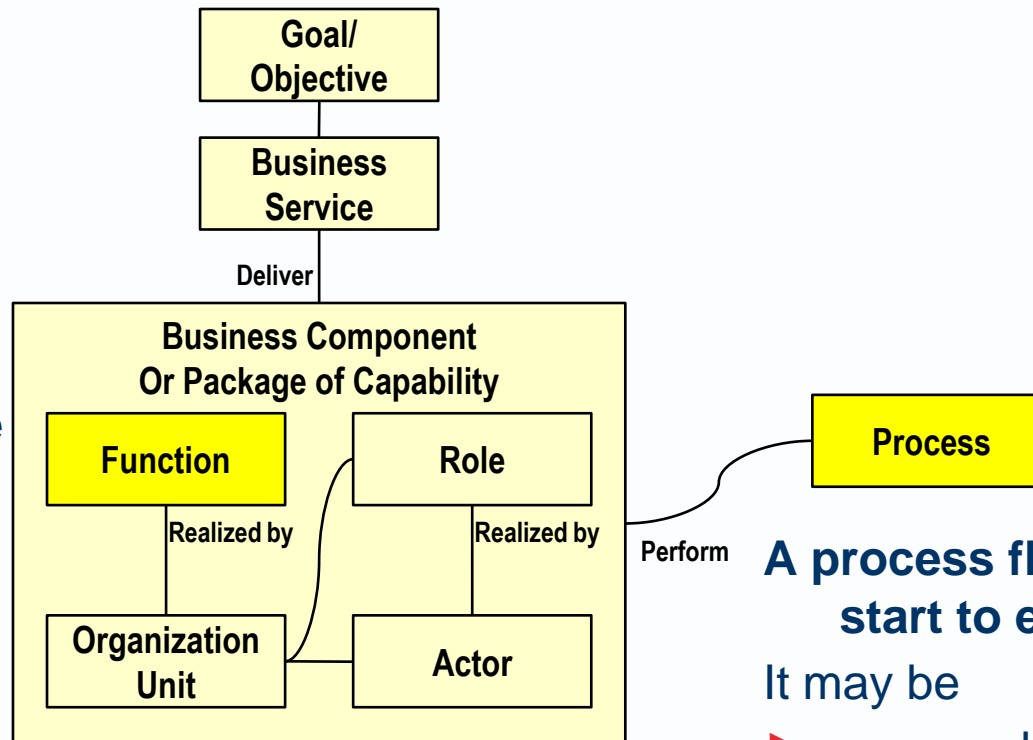 Goal/
Objective
Business
Service
Deliver
Business Component
Or Package of Capability
Function
Role
Process
Realized by
Realized by
Perform
Organization
Unit
Actor
A process
start to
It may be